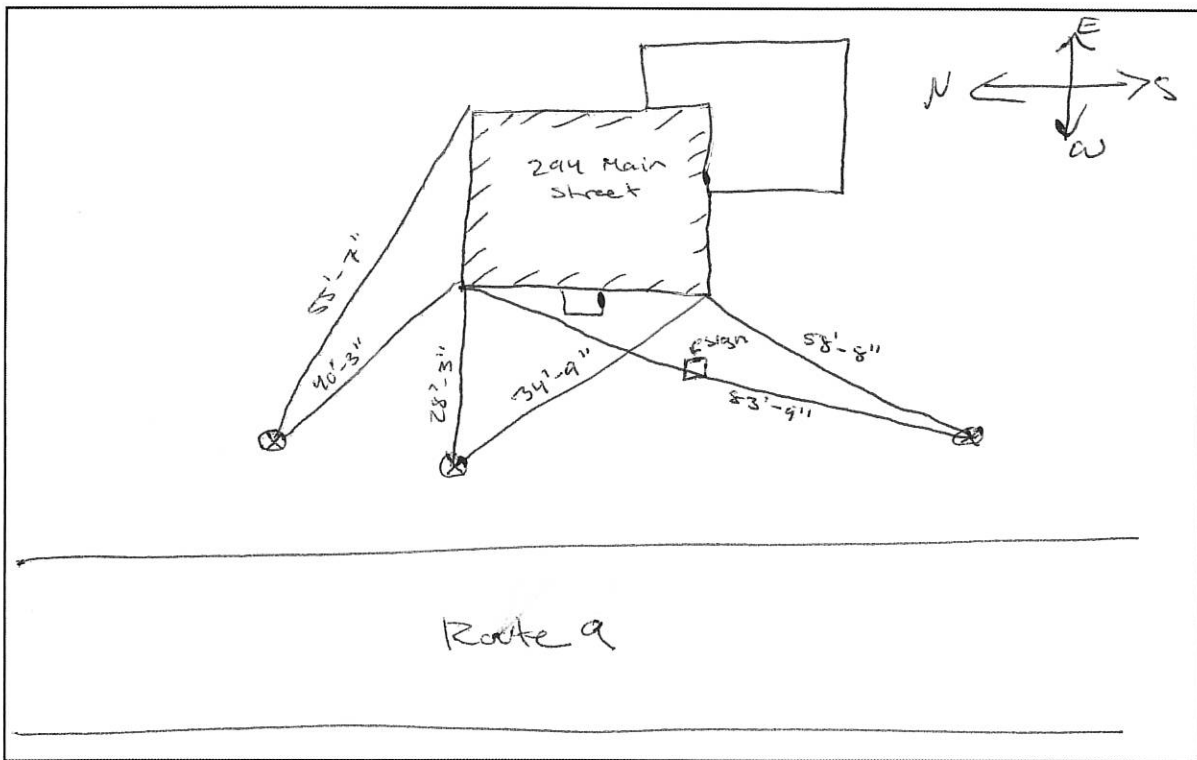 E
N S
W
294 Main
Street
55'-7"
40'-3"
28'-3"
34'-9"
sign
58'-8"
83'-9"
Route 9